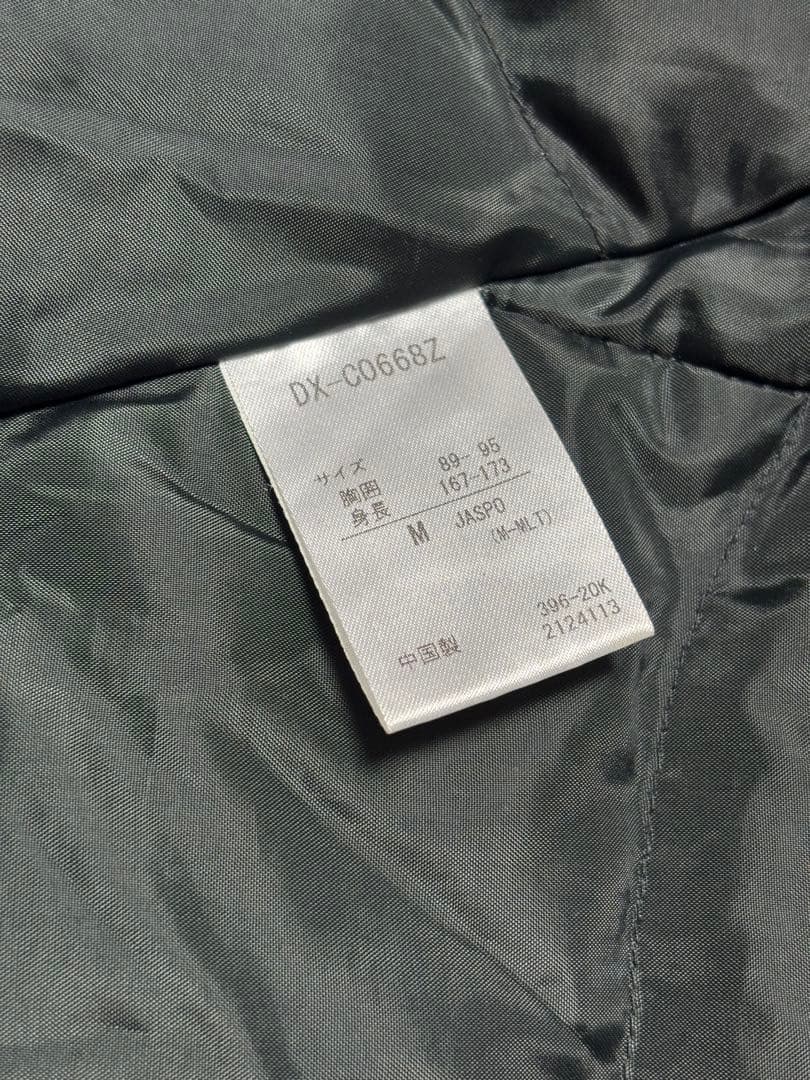 DX-C0668Z
サイズ
胸囲 89- 95
身長 167-173
M JASPO
(M-MLT)
396-20K
2124113
中国製